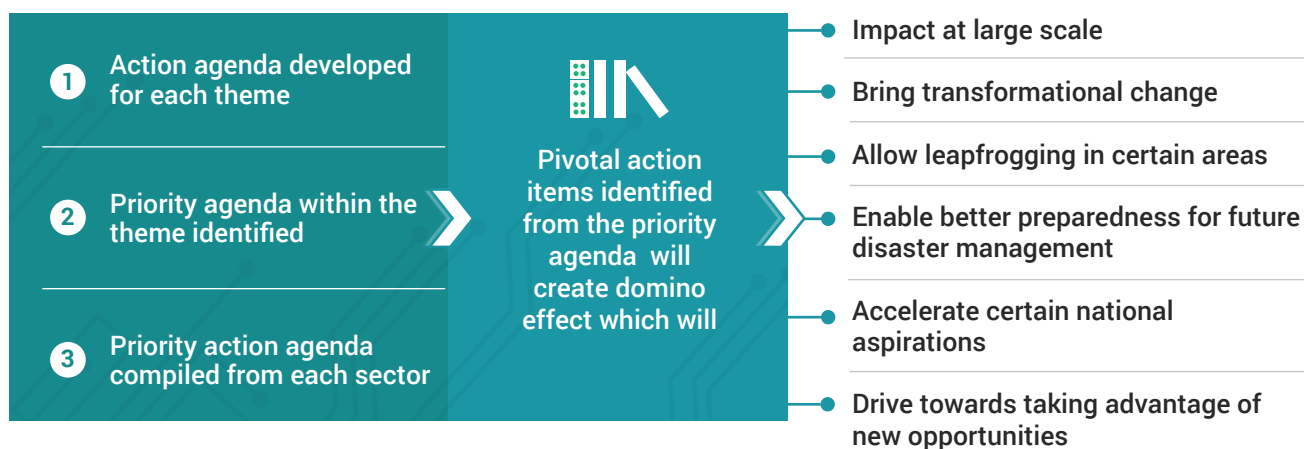 1
Action agenda developed
for each theme
2
Priority agenda within the
theme identified
3
Priority action agenda
compiled from each sector
Pivotal action
items identified
from the priority
agenda will
create domino
effect which will
Impact at large scale
Bring transformational change
Allow leapfrogging in certain areas
Enable better preparedness for future
disaster management
Accelerate certain national
aspirations
Drive towards taking advantage of
new opportunities